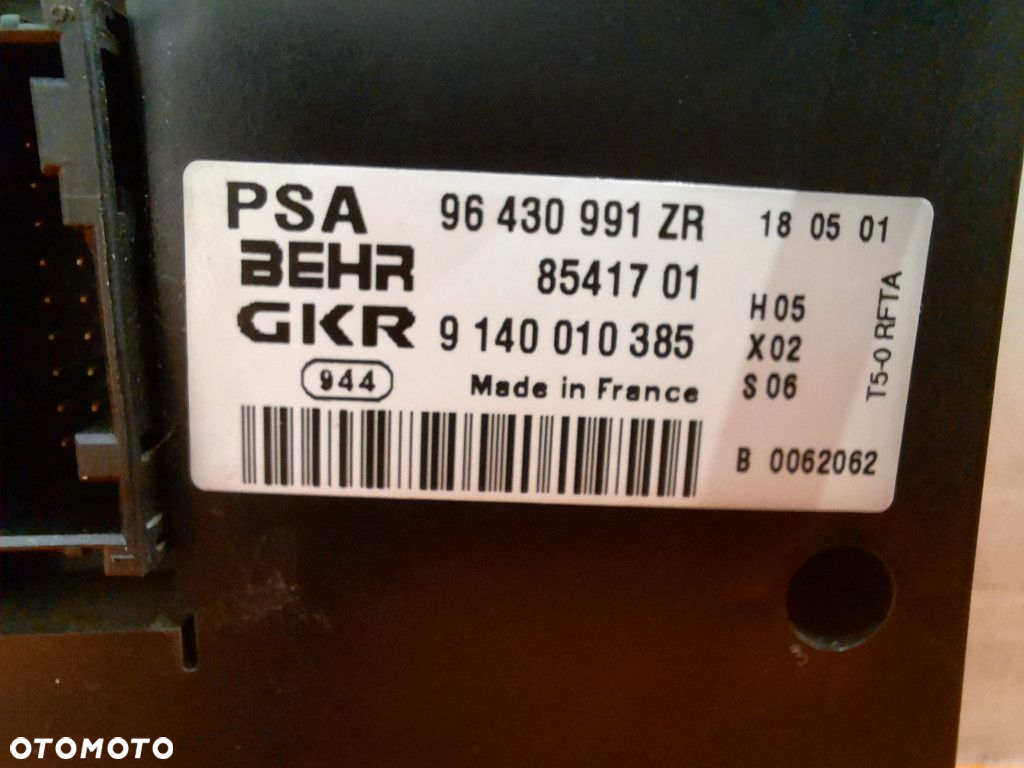 PSA 96 430 991 ZR 18 05 01
BEHR 85417 01
GKR 9 140 010 385
H 05
X 02
S 06
T5-0 RFTA
944 Made in France
B 0062062
OTOMOTO